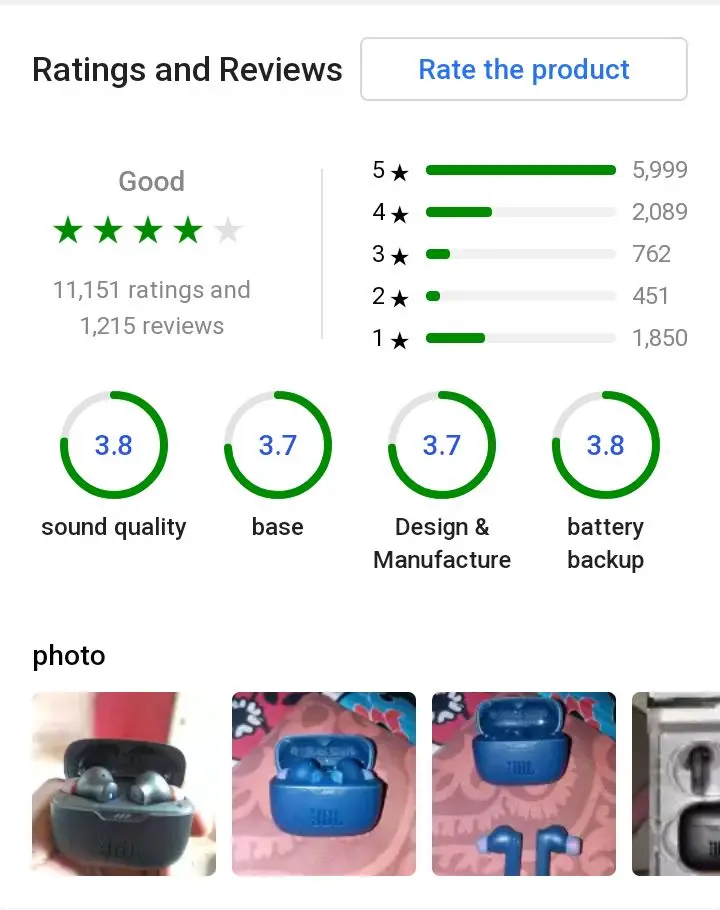 Ratings and Reviews
Rate the product
Good
11,151 ratings and
1,215 reviews
5 ★ 5,999
4 ★ 2,089
3 ★ 762
2 ★ 451
1 ★ 1,850
3.8
sound quality
3.7
base
3.7
Design &
Manufacture
3.8
battery
backup
photo
JBL
JBL
JBL